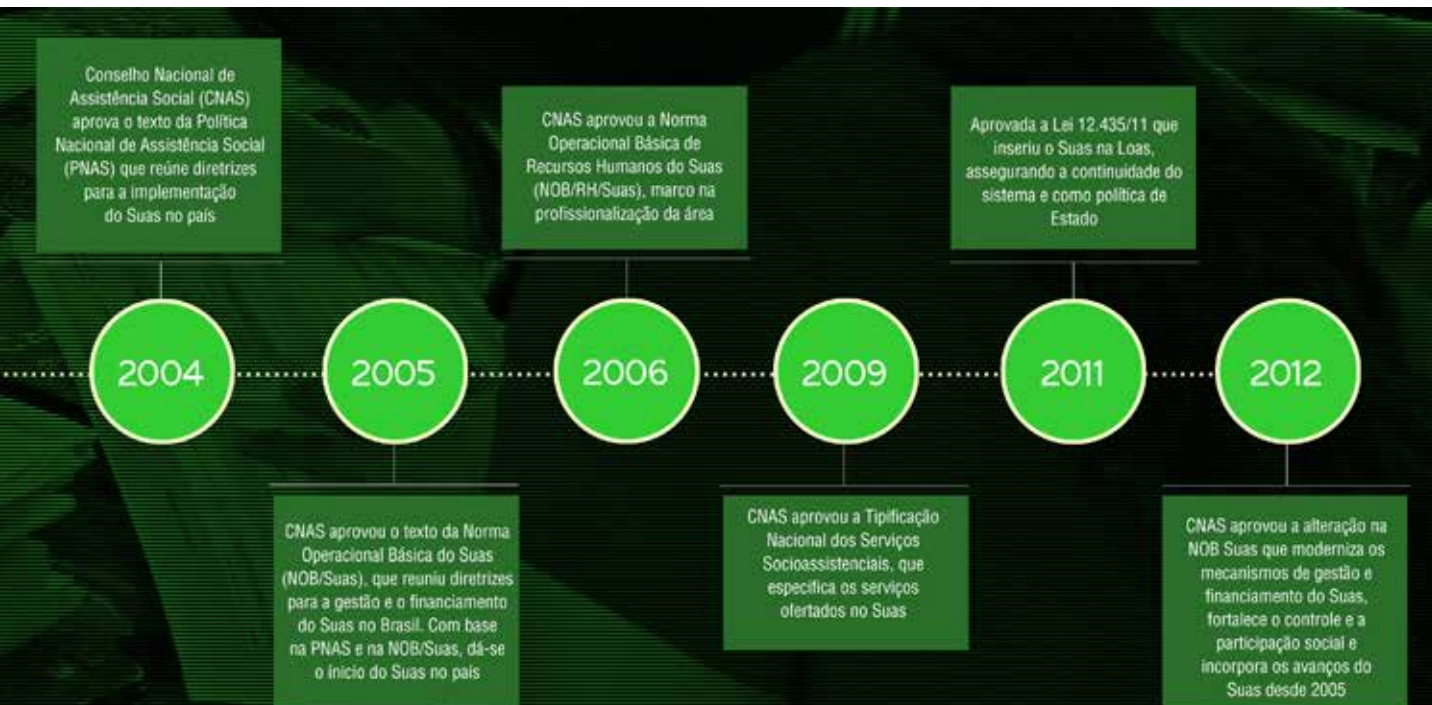 Conselho Nacional de
Assistência Social (CNAS)
aprova o texto da Política
Nacional de Assistência Social
(PNAS) que reúne diretrizes
para a implementação
do Suas no país
2004
CNAS aprovou o texto da Norma
Operacional Básica do Suas
(NOB/Suas), que reuniu diretrizes
para a gestão e o financiamento
do Suas no Brasil. Com base
na PNAS e na NOB/Suas, dá-se
o ínicio do Suas no país
2005
CNAS aprovou a Norma
Operacional Básica de
Recursos Humanos do Suas
(NOB/RH/Suas), marco na
profissionalização da área
2006
CNAS aprovou a Tipificação
Nacional dos Serviços
Socioassistenciais, que
especifica os serviços
ofertados no Suas
2009
Aprovada a Lei 12.435/11 que
inseriu o Suas na Loas,
assegurando a continuidade do
sistema e como política de
Estado
2011
CNAS aprovou a alteração na
NOB Suas que moderniza os
mecanismos de gestão e
financiamento do Suas,
fortalece o controle e a
participação social e
incorpora os avanços do
Suas desde 2005
2012